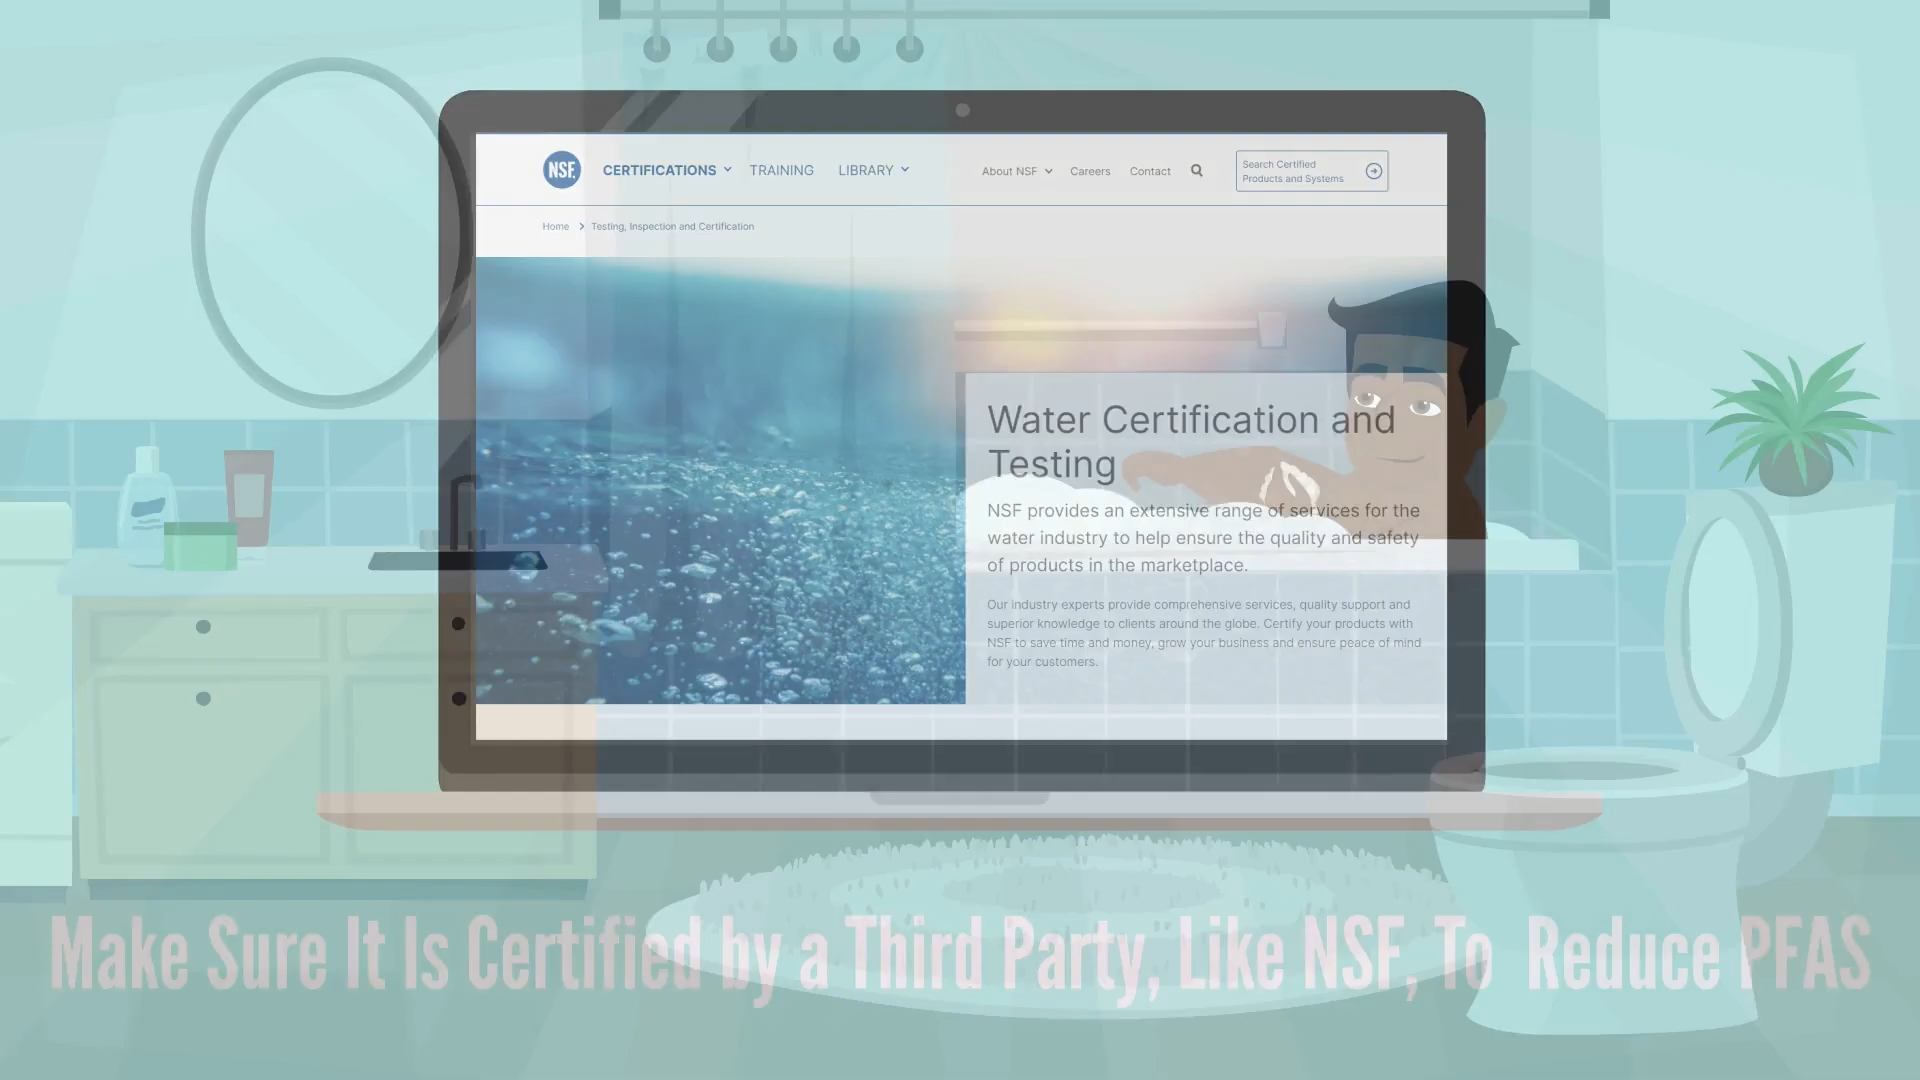 NSF.
CERTIFICATIONS TRAINING LIBRARY About NSF Careers Contact
Search Certified
Products and Systems
Home > Testing, Inspection and Certification
Water Certification and
Testing
NSF provides an extensive range of services for the
water industry to help ensure the quality and safety
of products in the marketplace.
Our industry experts provide comprehensive services, quality support and
superior knowledge to clients around the globe. Certify your products with
NSF to save time and money, grow your business and ensure peace of mind
for your customers.
Make Sure It Is Certified by a Third Party, Like NSF, To Reduce PFAS